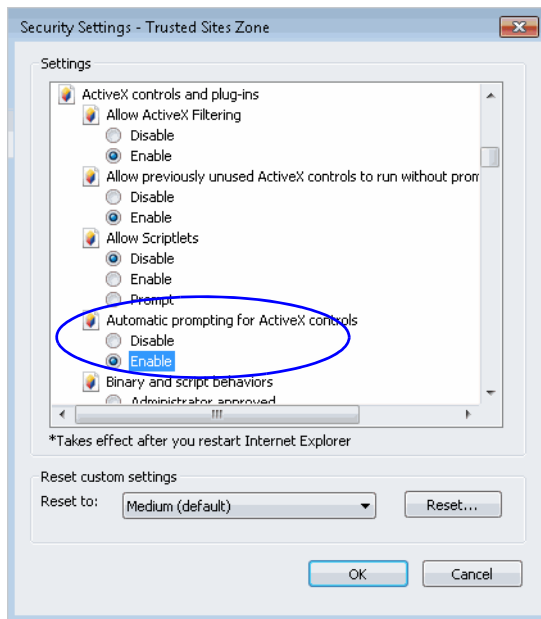 Security Settings - Trusted Sites Zone
Settings
ActiveX controls and plug-ins
Allow ActiveX Filtering
Disable
Enable
Allow previously unused ActiveX controls to run without pron
Disable
Enable
Allow Scriptlets
Disable
Enable
Prompt
Automatic prompting for ActiveX controls
Disable
Enable
Binary and script behaviors
Administrator approved
*Takes effect after you restart Internet Explorer
Reset custom settings
Reset to: Medium (default) Reset...
OK Cancel